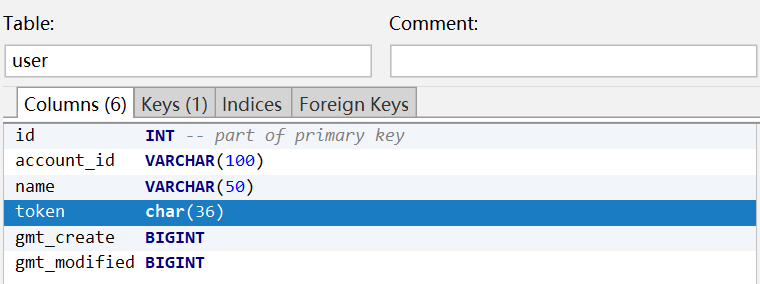 Table: Comment:
user
Columns (6) Keys (1) Indices Foreign Keys
id INT -- part of primary key
account_id VARCHAR(100)
name VARCHAR(50)
token char(36)
gmt_create BIGINT
gmt_modified BIGINT